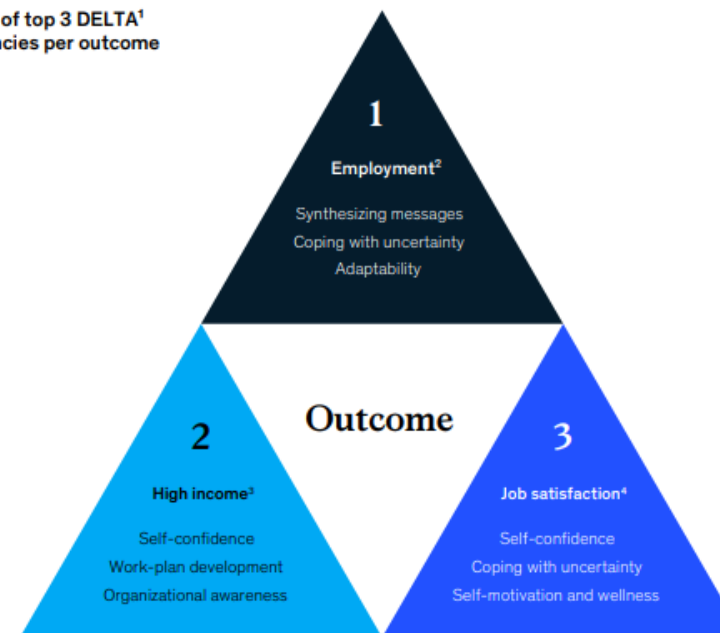 of top 3 DELTA¹
cies per outcome
1
Employment²
Synthesizing messages
Coping with uncertainty
Adaptability
Outcome
2
High income³
Self-confidence
Work-plan development
Organizational awareness
3
Job satisfaction⁴
Self-confidence
Coping with uncertainty
Self-motivation and wellness